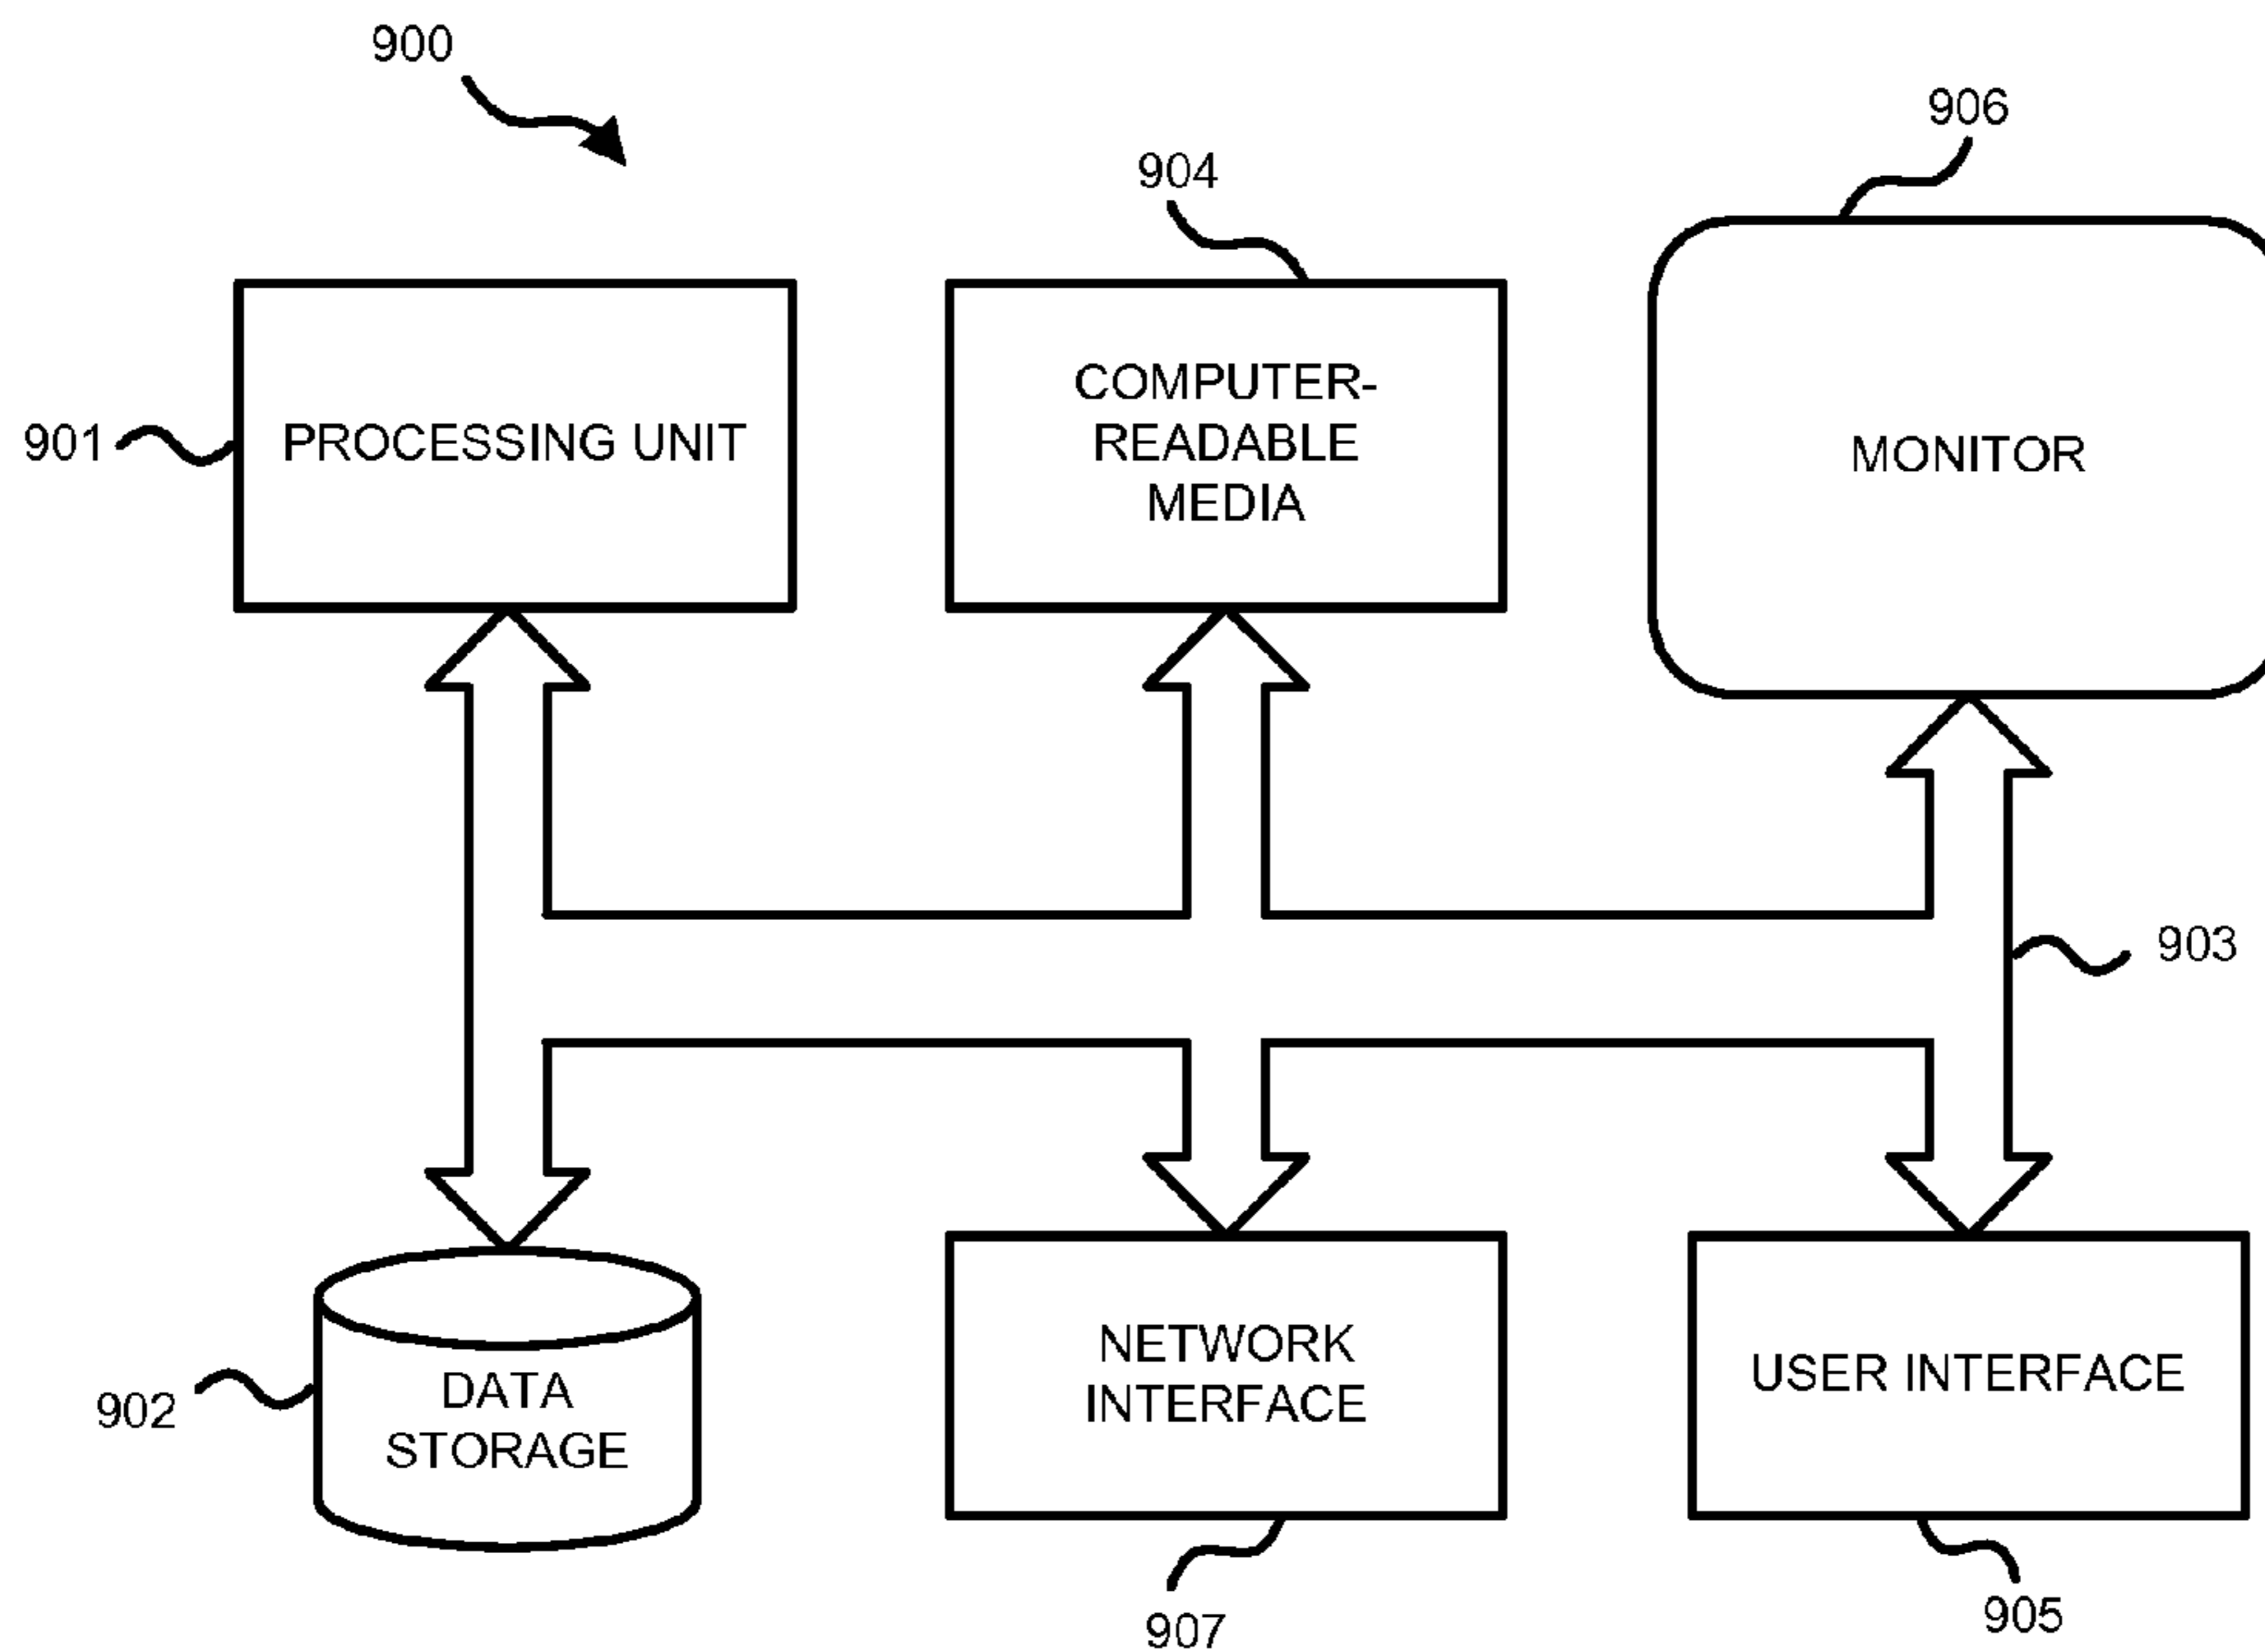 900
906
904
COMPUTER-
READABLE
MEDIA
901
PROCESSING UNIT
MONITOR
903
NETWORK
INTERFACE
USER INTERFACE
DATA
STORAGE
902
907
905